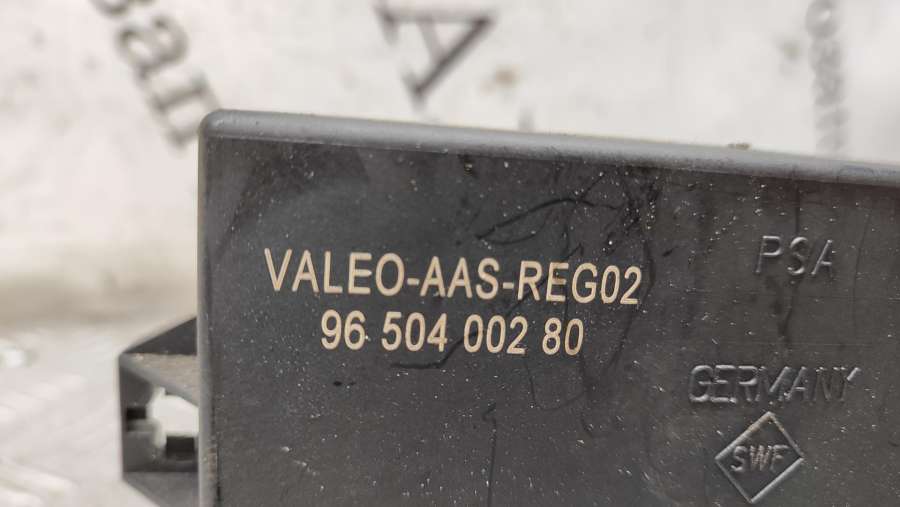 VALEO-AAS-REG02
96 504 002 80
PSA
GERMANY
SWF